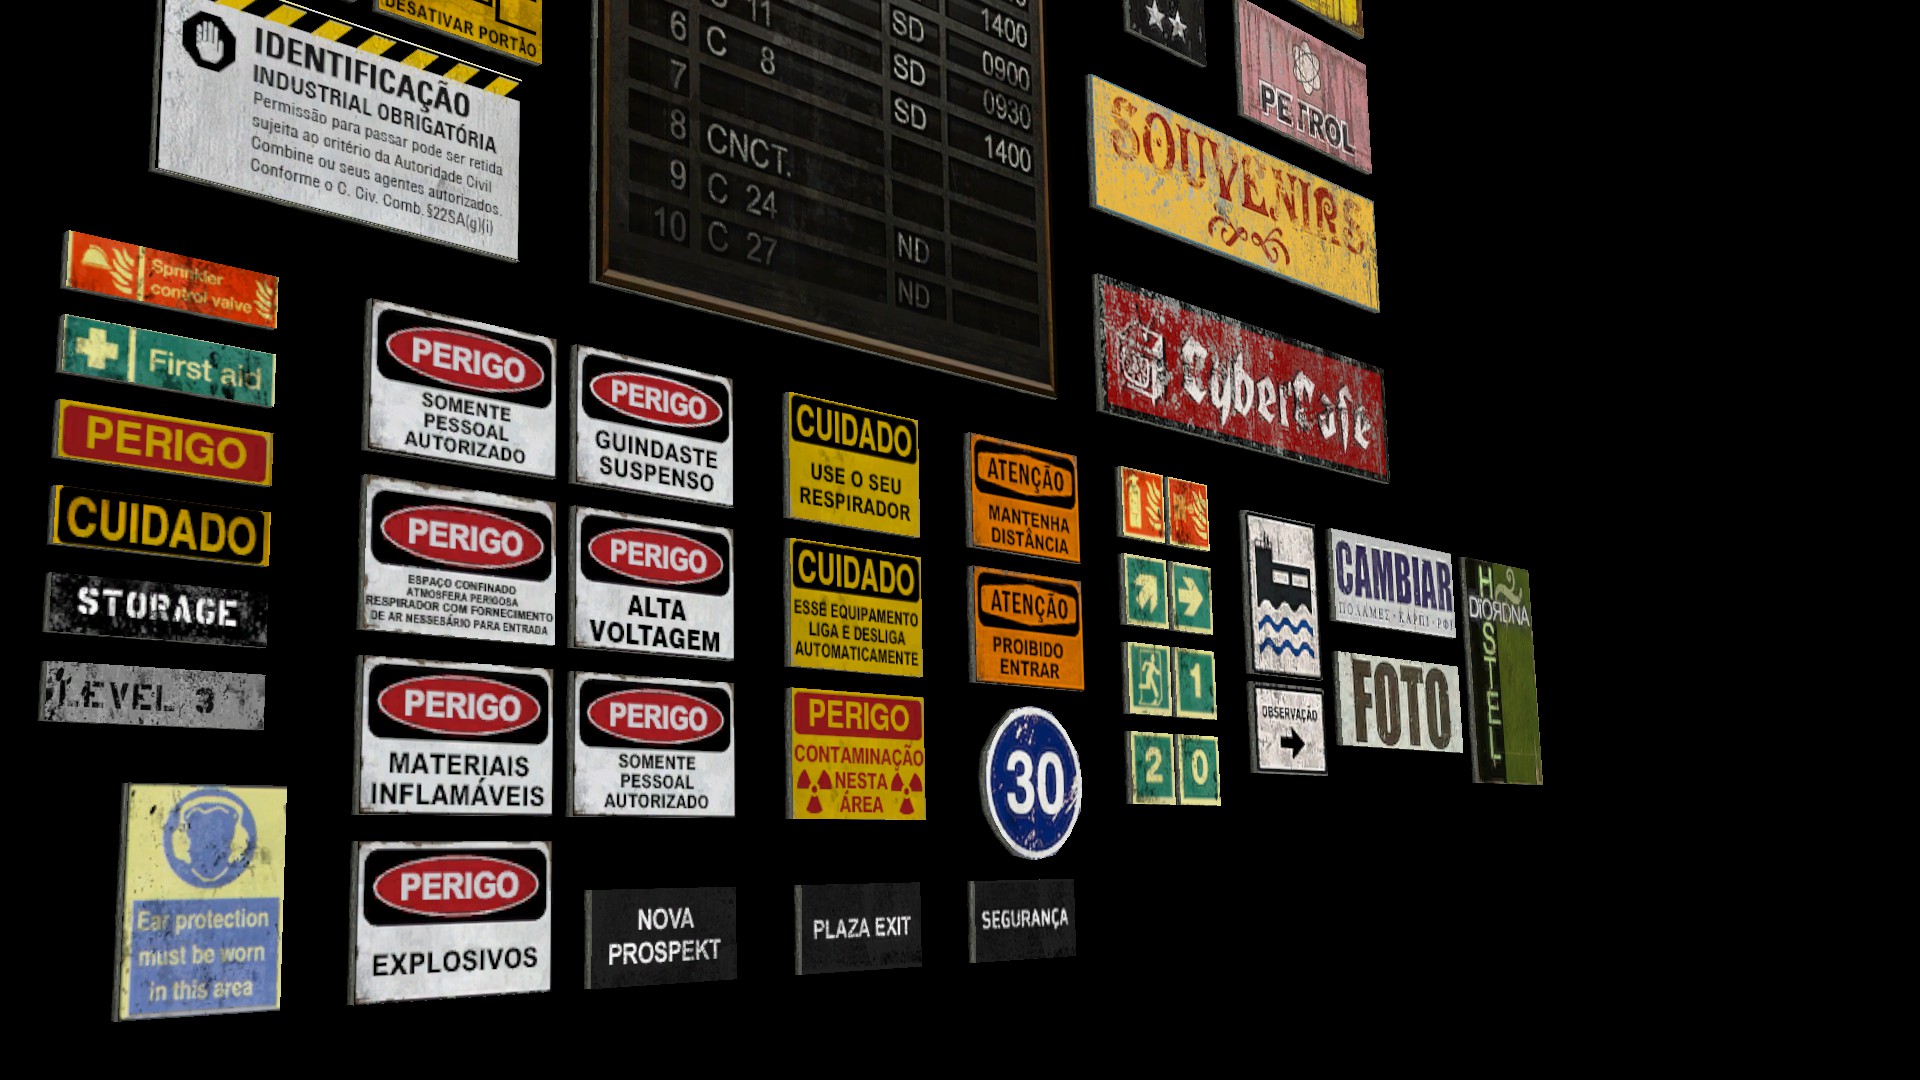 DESATIVAR PORTÃO
IDENTIFICAÇÃO
INDUSTRIAL OBRIGATÓRIA
Permissão para passar pode ser retida
sujeita ao critério da Autoridade Civil
Combine ou seus agentes autorizados.
Conforme o C. Civ. Comb. §22SA(g)(i)
Sprinkler
control valve
First aid
PERIGO
CUIDADO
STORAGE
LEVEL 3
Ear protection
must be worn
in this area
11 SD 1400
6 C 8 SD 0900
7 SD 0930
8 CNCT. 1400
9 C 24 ND
10 C 27 ND
PERIGO
SOMENTE
PESSOAL
AUTORIZADO
PERIGO
GUINDASTE
SUSPENSO
PERIGO
ESPAÇO CONFINADO
ATMOSFERA PERIGOSA
RESPIRADOR COM FORNECIMENTO
DE AR NESSESÁRIO PARA ENTRADA
PERIGO
ALTA
VOLTAGEM
PERIGO
MATERIAIS
INFLAMÁVEIS
PERIGO
SOMENTE
PESSOAL
AUTORIZADO
PERIGO
EXPLOSIVOS
NOVA
PROSPEKT
CUIDADO
USE O SEU
RESPIRADOR
CUIDADO
ESSE EQUIPAMENTO
LIGA E DESLIGA
AUTOMATICAMENTE
PERIGO
CONTAMINAÇÃO
NESTA
ÁREA
PLAZA EXIT
ATENÇÃO
MANTENHA
DISTÂNCIA
ATENÇÃO
PROIBIDO
ENTRAR
30
SEGURANÇA
PETROL
SOUVENIRS
CyberCafe
1
2 0
OBSERVAÇÃO
CAMBIAR
FOTO
HOSTEL
DIORDNA